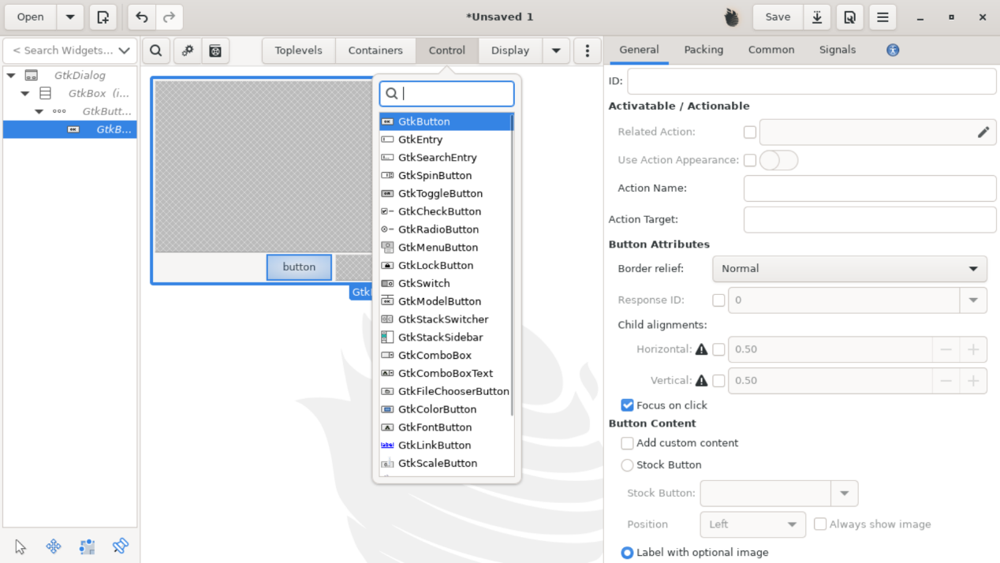 Open
*Unsaved 1
Save
< Search Widgets...
Toplevels
Containers
Control
Display
General
Packing
Common
Signals
GtkDialog
GtkBox (i...
GtkButt...
GtkB...
button
GtkButton
GtkEntry
GtkSearchEntry
GtkSpinButton
GtkToggleButton
GtkCheckButton
GtkRadioButton
GtkMenuButton
GtkLockButton
GtkSwitch
GtkModelButton
GtkStackSwitcher
GtkStackSidebar
GtkComboBox
GtkComboBoxText
GtkFileChooserButton
GtkColorButton
GtkFontButton
GtkLinkButton
GtkScaleButton
ID:
Activatable / Actionable
Related Action:
Use Action Appearance:
Action Name:
Action Target:
Button Attributes
Border relief: Normal
Response ID: 0
Child alignments:
Horizontal: 0.50
Vertical: 0.50
Focus on click
Button Content
Add custom content
Stock Button
Stock Button:
Position Left Always show image
Label with optional image